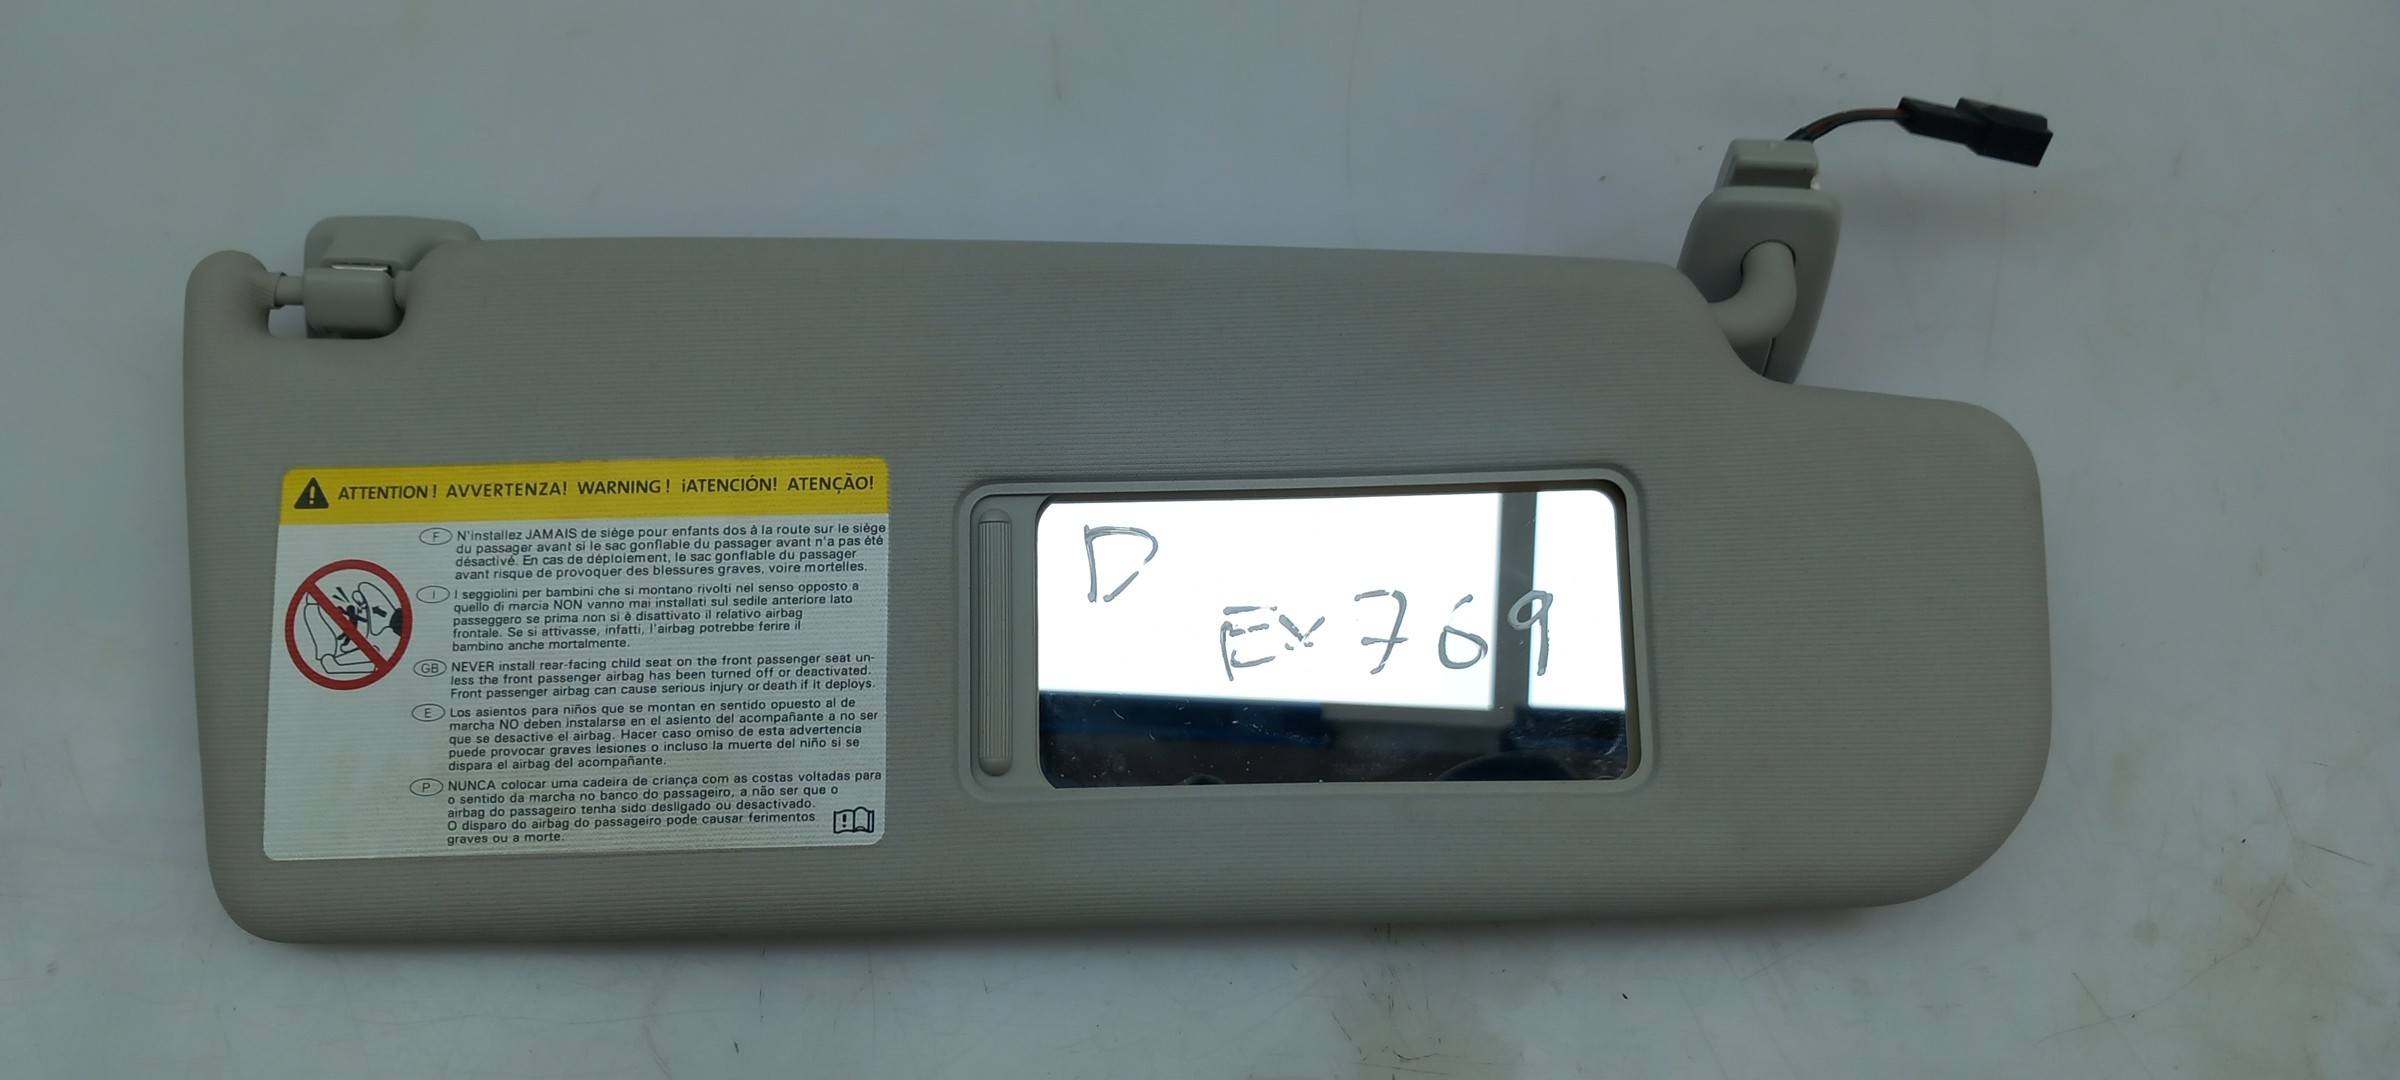 ATTENTION! AVVERTENZA! WARNING! ¡ATENCIÓN! ATENÇÃO!
F N'installez JAMAIS de siège pour enfants dos à la route sur le siège
du passager avant si le sac gonflable du passager avant n'a pas été
désactivé. En cas de déploiement, le sac gonflable du passager
avant risque de provoquer des blessures graves, voire mortelles.
I I seggiolini per bambini che si montano rivolti nel senso opposto a
quello di marcia NON vanno mai installati sul sedile anteriore lato
passeggero se prima non si è disattivato il relativo airbag
frontale. Se si attivasse, infatti, l'airbag potrebbe ferire il
bambino anche mortalmente.
GB NEVER install rear-facing child seat on the front passenger seat un-
less the front passenger airbag has been turned off or deactivated.
Front passenger airbag can cause serious injury or death if it deploys.
E Los asientos para niños que se montan en sentido opuesto al de
marcha NO deben instalarse en el asiento del acompañante a no ser
que se desactive el airbag. Hacer caso omiso de esta advertencia
puede provocar graves lesiones o incluso la muerte del niño si se
dispara el airbag del acompañante.
P NUNCA colocar uma cadeira de criança com as costas voltadas para
o sentido da marcha no banco do passageiro, a não ser que o
airbag do passageiro tenha sido desligado ou desactivado.
O disparo do airbag do passageiro pode causar ferimentos
graves ou a morte.
D
EV 769